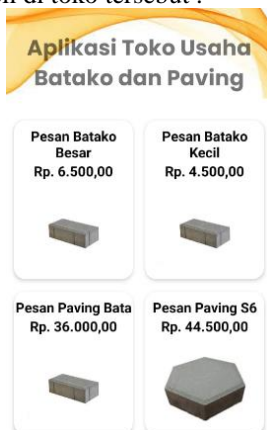 di toko tersebut .
Aplikasi Toko Usaha
Batako dan Paving
Pesan Batako
Besar
Rp. 6.500,00
Pesan Batako
Kecil
Rp. 4.500,00
Pesan Paving Bata
Rp. 36.000,00
Pesan Paving S6
Rp. 44.500,00